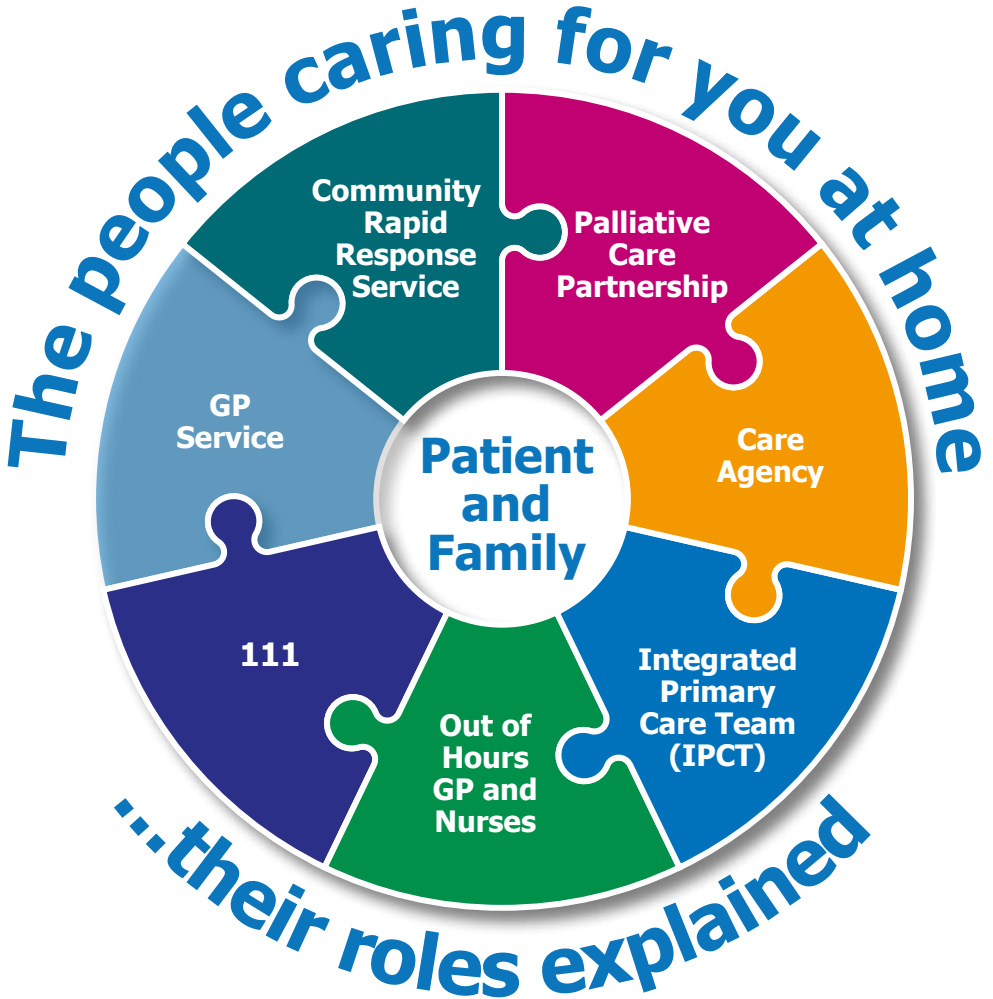 The people caring for you at home
Community
Rapid
Response
Service
Palliative
Care
Partnership
Care
Agency
Integrated
Primary
Care Team
(IPCT)
Out of
Hours
GP and
Nurses
111
GP
Service
Patient
and
Family
...their roles explained